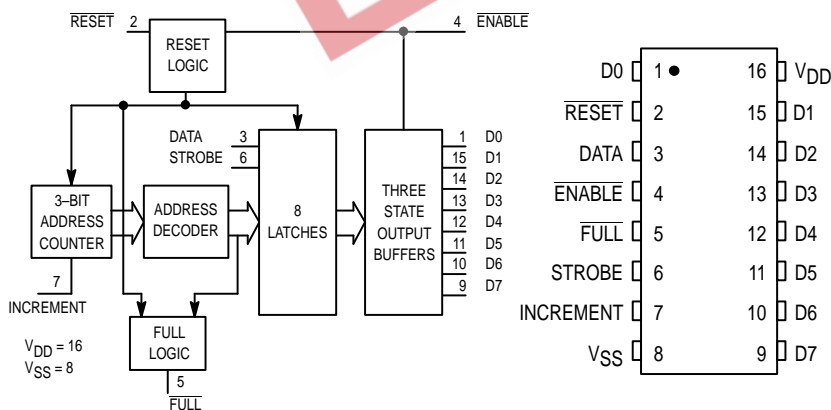 RESET 2
4 ENABLE
RESET
LOGIC
DATA 3
STROBE 6
3–BIT
ADDRESS
COUNTER
ADDRESS
DECODER
8
LATCHES
THREE
STATE
OUTPUT
BUFFERS
1 D0
15 D1
14 D2
13 D3
12 D4
11 D5
10 D6
9 D7
7
INCREMENT
FULL
LOGIC
VDD = 16
VSS = 8
5
FULL
D0 1 16 VDD
RESET 2 15 D1
DATA 3 14 D2
ENABLE 4 13 D3
FULL 5 12 D4
STROBE 6 11 D5
INCREMENT 7 10 D6
VSS 8 9 D7